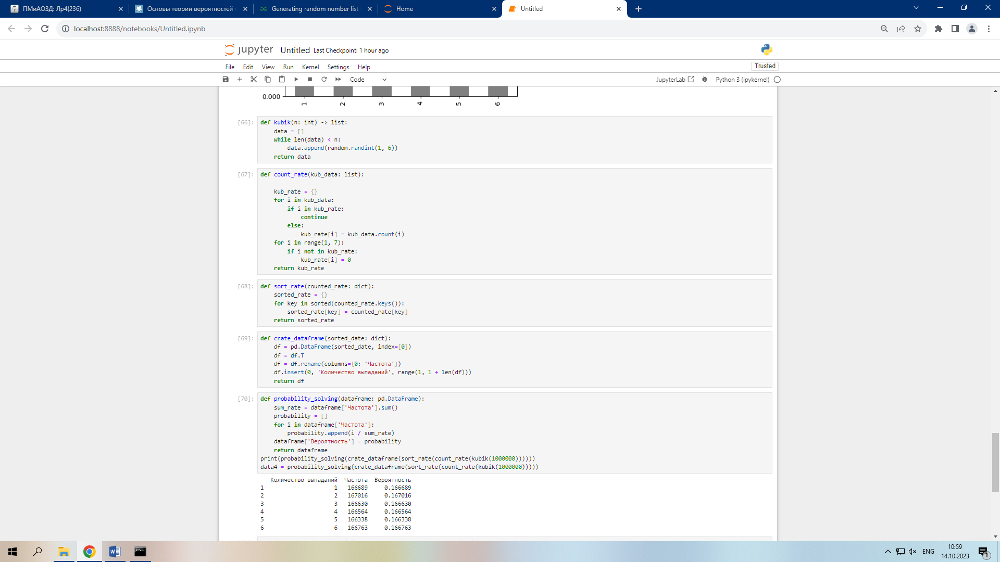 ПМиАОЗД: Лр4(236)
Основы теории вероятностей
Generating random number list
Home
Untitled
localhost:8888/notebooks/Untitled.ipynb
jupyter Untitled Last Checkpoint: 1 hour ago
File Edit View Run Kernel Settings Help
Trusted
Code
JupyterLab
Python 3 (ipykernel)
0.000
1 2 3 4 5 6
[66]:
def kubik(n: int) -> list:
    data = []
    while len(data) < n:
        data.append(random.randint(1, 6))
    return data
[67]:
def count_rate(kub_data: list):
    kub_rate = {}
    for i in kub_data:
        if i in kub_rate:
            continue
        else:
            kub_rate[i] = kub_data.count(i)
    for i in range(1, 7):
        if i not in kub_rate:
            kub_rate[i] = 0
    return kub_rate
[68]:
def sort_rate(counted_rate: dict):
    sorted_rate = {}
    for key in sorted(counted_rate.keys()):
        sorted_rate[key] = counted_rate[key]
    return sorted_rate
[69]:
def crate_dataframe(sorted_date: dict):
    df = pd.DataFrame(sorted_date, index=[0])
    df = df.T
    df = df.rename(columns={0: 'Частота'})
    df.insert(0, 'Количество выпаданий', range(1, 1 + len(df)))
    return df
[70]:
def probability_solving(dataframe: pd.DataFrame):
    sum_rate = dataframe['Частота'].sum()
    probability = []
    for i in dataframe['Частота']:
        probability.append(i / sum_rate)
    dataframe['Вероятность'] = probability
    return dataframe
print(probability_solving(crate_dataframe(sort_rate(count_rate(kubik(1000000))))))
data4 = probability_solving(crate_dataframe(sort_rate(count_rate(kubik(1000000)))))
Количество выпаданий Частота Вероятность
1 1 166689 0.166689
2 2 167016 0.167016
3 3 166630 0.166630
4 4 166564 0.166564
5 5 166338 0.166338
6 6 166763 0.166763
ENG
10:59
14.10.2023
1